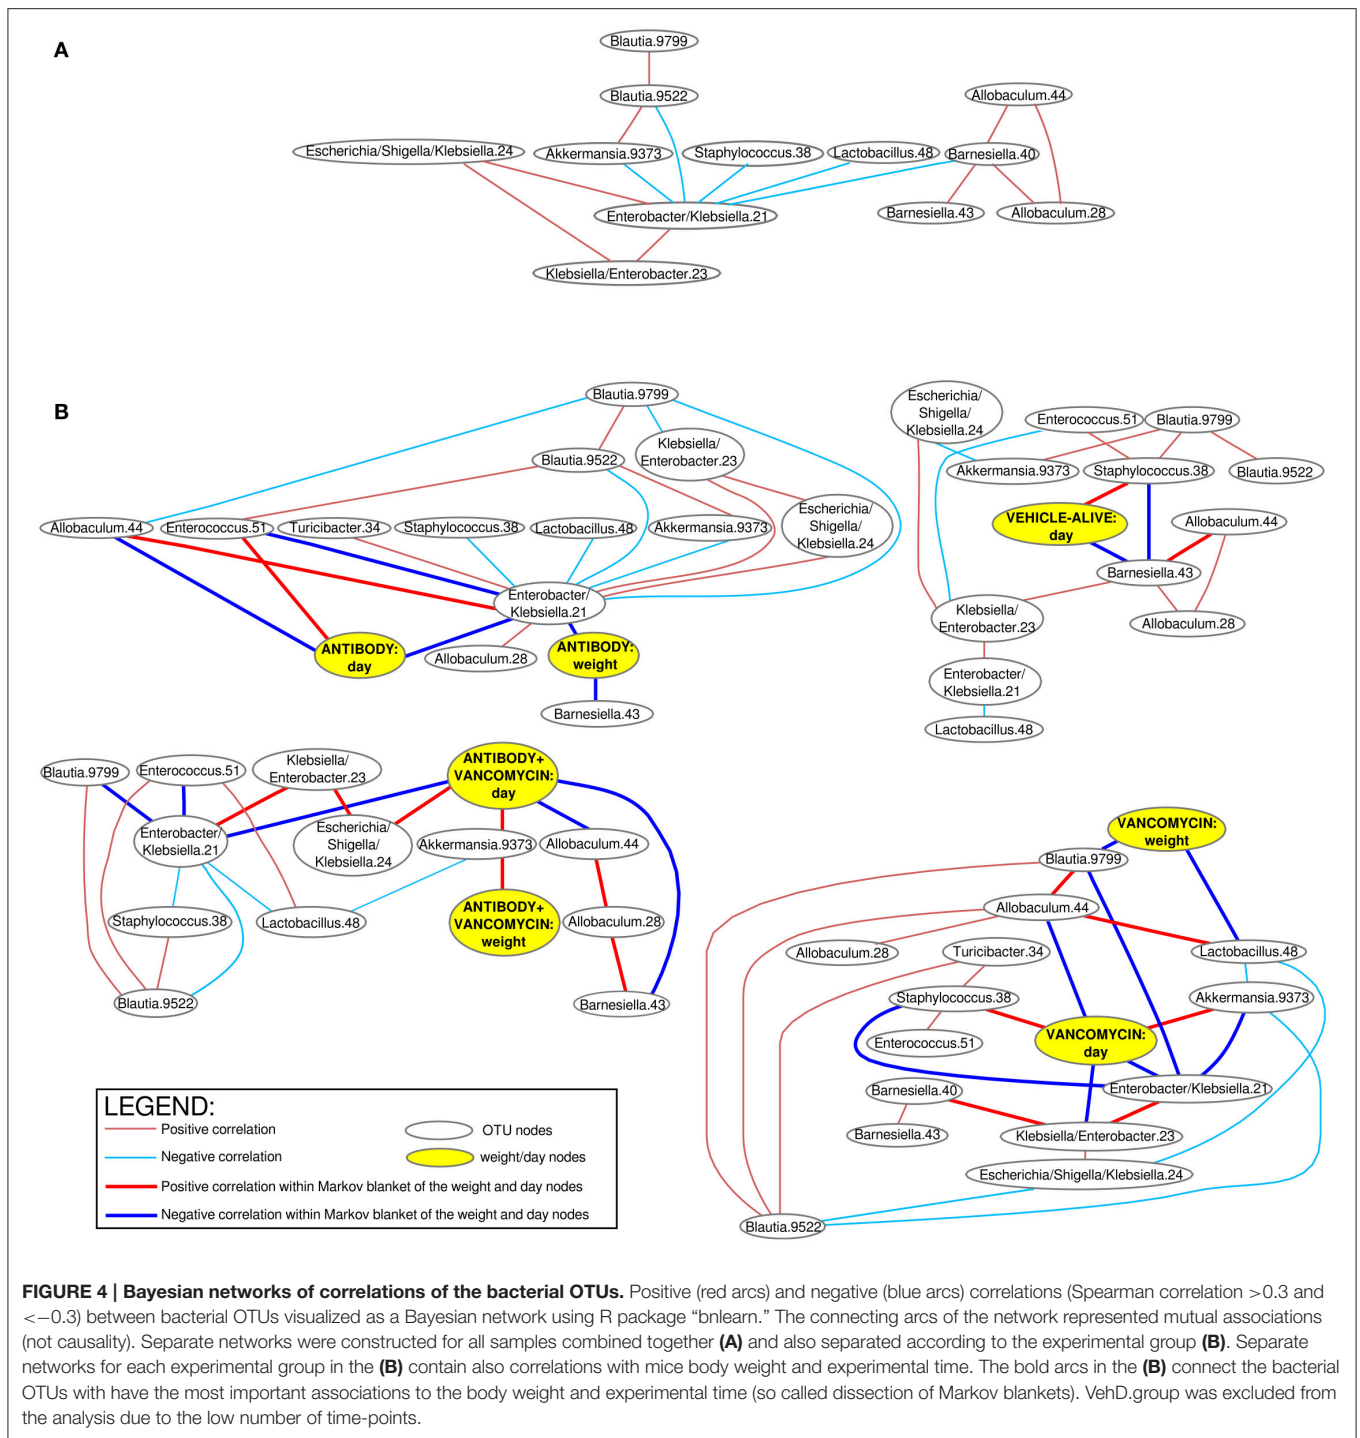 A
Blautia.9799
Blautia.9522
Allobaculum.44
Escherichia/Shigella/Klebsiella.24
Akkermansia.9373
Staphylococcus.38
Lactobacillus.48
Barnesiella.40
Enterobacter/Klebsiella.21
Barnesiella.43
Allobaculum.28
Klebsiella/Enterobacter.23
B
Blautia.9799
Klebsiella/
Enterobacter.23
Blautia.9522
Allobaculum.44
Enterococcus.51
Turicibacter.34
Staphylococcus.38
Lactobacillus.48
Akkermansia.9373
Escherichia/
Shigella/
Klebsiella.24
Enterobacter/
Klebsiella.21
ANTIBODY:
day
Allobaculum.28
ANTIBODY:
weight
Barnesiella.43
Escherichia/
Shigella/
Klebsiella.24
Enterococcus.51
Blautia.9799
Akkermansia.9373
Staphylococcus.38
Blautia.9522
VEHICLE-ALIVE:
day
Allobaculum.44
Barnesiella.43
Klebsiella/
Enterobacter.23
Allobaculum.28
Enterobacter/
Klebsiella.21
Lactobacillus.48
Blautia.9799
Enterococcus.51
Klebsiella/
Enterobacter.23
ANTIBODY+
VANCOMYCIN:
day
Enterobacter/
Klebsiella.21
Escherichia/
Shigella/
Klebsiella.24
Akkermansia.9373
Allobaculum.44
Staphylococcus.38
Lactobacillus.48
ANTIBODY+
VANCOMYCIN:
weight
Allobaculum.28
Blautia.9522
Barnesiella.43
VANCOMYCIN:
weight
Blautia.9799
Allobaculum.44
Allobaculum.28
Turicibacter.34
Lactobacillus.48
Staphylococcus.38
Akkermansia.9373
Enterococcus.51
VANCOMYCIN:
day
Barnesiella.40
Enterobacter/Klebsiella.21
Barnesiella.43
Klebsiella/Enterobacter.23
Escherichia/Shigella/Klebsiella.24
Blautia.9522
LEGEND:
Positive correlation
OTU nodes
Negative correlation
weight/day nodes
Positive correlation within Markov blanket of the weight and day nodes
Negative correlation within Markov blanket of the weight and day nodes
FIGURE 4 | Bayesian networks of correlations of the bacterial OTUs. Positive (red arcs) and negative (blue arcs) correlations (Spearman correlation >0.3 and
<−0.3) between bacterial OTUs visualized as a Bayesian network using R package “bnlearn.” The connecting arcs of the network represented mutual associations
(not causality). Separate networks were constructed for all samples combined together (A) and also separated according to the experimental group (B). Separate
networks for each experimental group in the (B) contain also correlations with mice body weight and experimental time. The bold arcs in the (B) connect the bacterial
OTUs with have the most important associations to the body weight and experimental time (so called dissection of Markov blankets). VehD.group was excluded from
the analysis due to the low number of time-points.